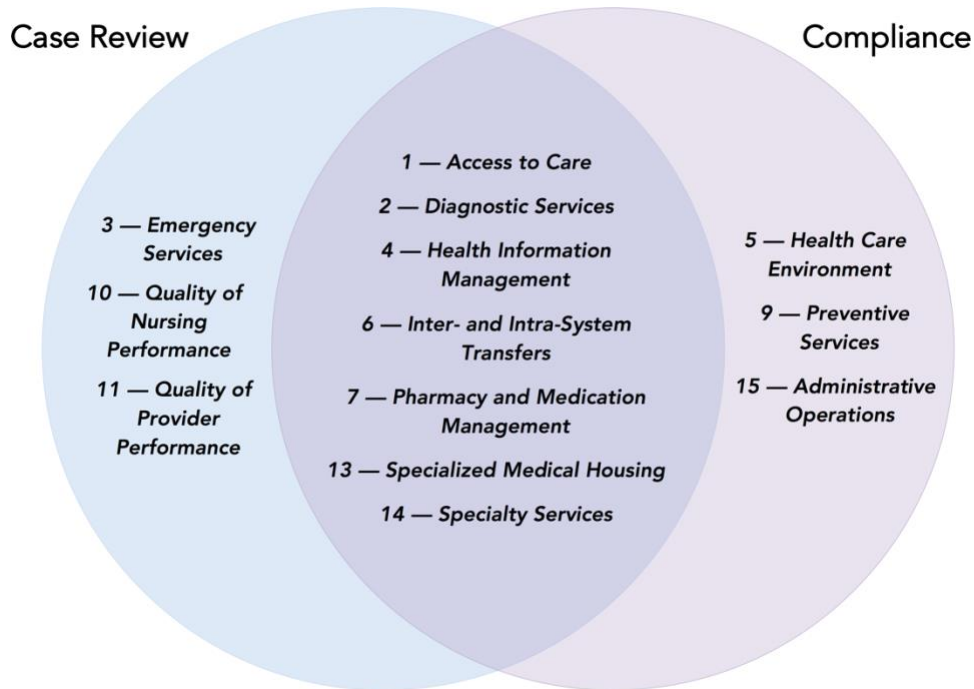 Case Review
Compliance
3 — Emergency
Services
10 — Quality of
Nursing
Performance
11 — Quality of
Provider
Performance
1 — Access to Care
2 — Diagnostic Services
4 — Health Information
Management
6 — Inter- and Intra-System
Transfers
7 — Pharmacy and Medication
Management
13 — Specialized Medical Housing
14 — Specialty Services
5 — Health Care
Environment
9 — Preventive
Services
15 — Administrative
Operations